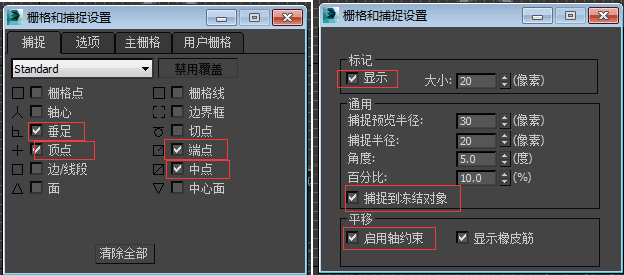 栅格和捕捉设置
捕捉 选项 主栅格 用户栅格
Standard 禁用覆盖
栅格点 栅格线
轴心 边界框
垂足 切点
顶点 端点
边/线段 中点
面 中心面
清除全部
栅格和捕捉设置
标记
显示 大小: 20 (像素)
通用
捕捉预览半径: 30 (像素)
捕捉半径: 20 (像素)
角度: 5.0 (度)
百分比: 10.0 (%)
捕捉到冻结对象
平移
启用轴约束 显示橡皮筋